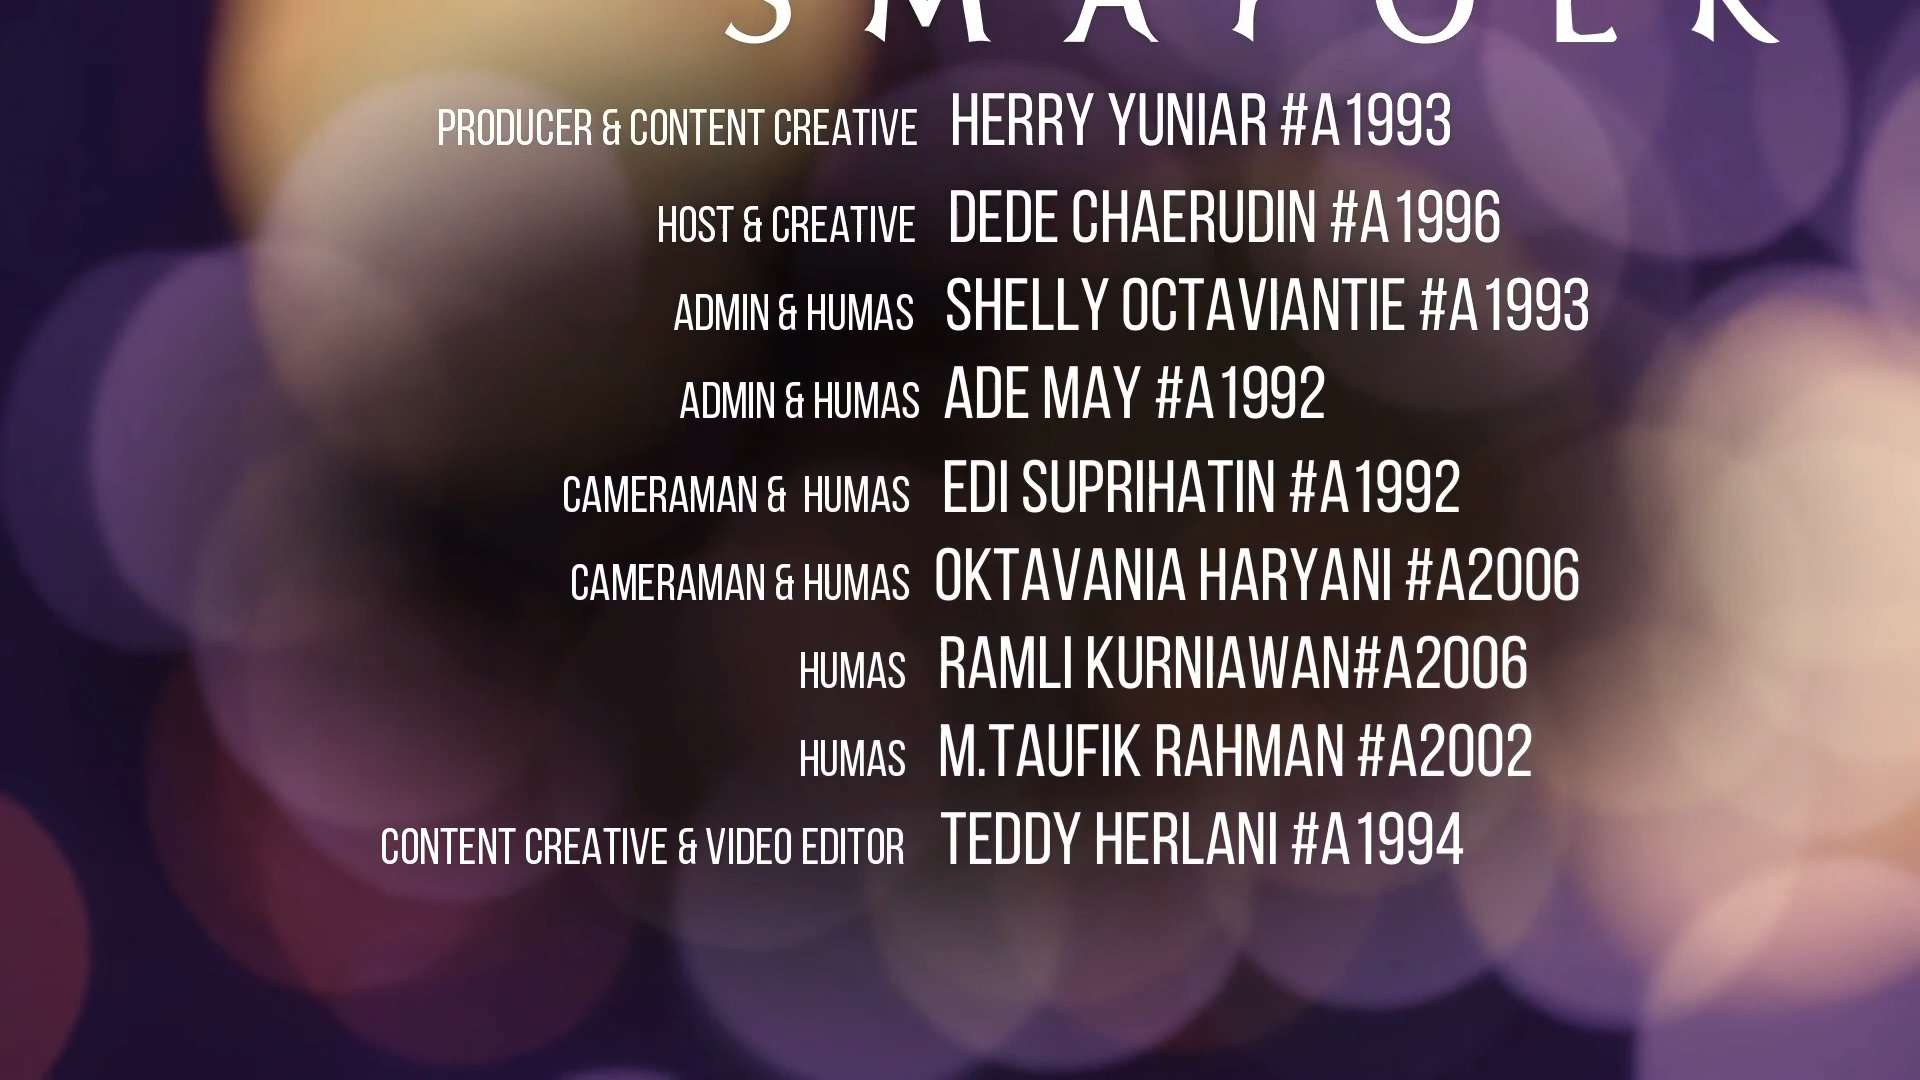 PRODUCER & CONTENT CREATIVE HERRY YUNIAR #A1993
HOST & CREATIVE DEDE CHAERUDIN #A1996
ADMIN & HUMAS SHELLY OCTAVIANTIE #A1993
ADMIN & HUMAS ADE MAY #A1992
CAMERAMAN & HUMAS EDI SUPRIHATIN #A1992
CAMERAMAN & HUMAS OKTAVANIA HARYANI #A2006
HUMAS RAMLI KURNIAWAN#A2006
HUMAS M.TAUFIK RAHMAN #A2002
CONTENT CREATIVE & VIDEO EDITOR TEDDY HERLANI #A1994